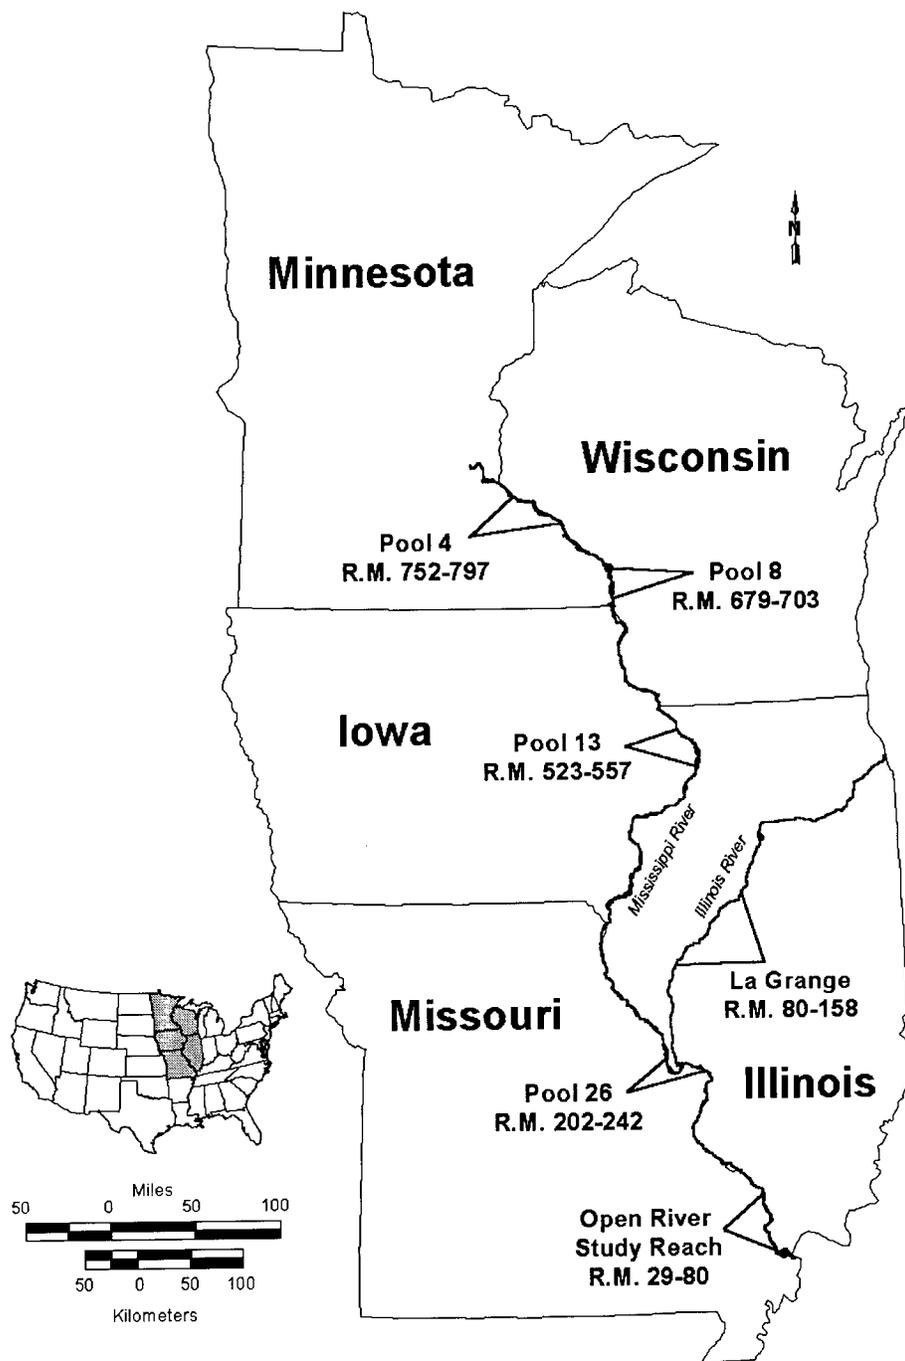 Minnesota
N
Wisconsin
Pool 4
R.M. 752-797
Pool 8
R.M. 679-703
Iowa
Pool 13
R.M. 523-557
Mississippi River
Illinois River
La Grange
R.M. 80-158
Missouri
Illinois
Pool 26
R.M. 202-242
Miles
50 0 50 100
Open River
Study Reach
R.M. 29-80
50 0 50 100
Kilometers